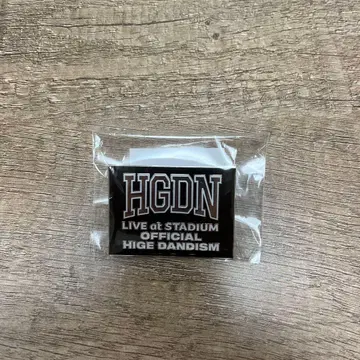 HGDN
LIVE at STADIUM
OFFICIAL
HIGE DANDISM